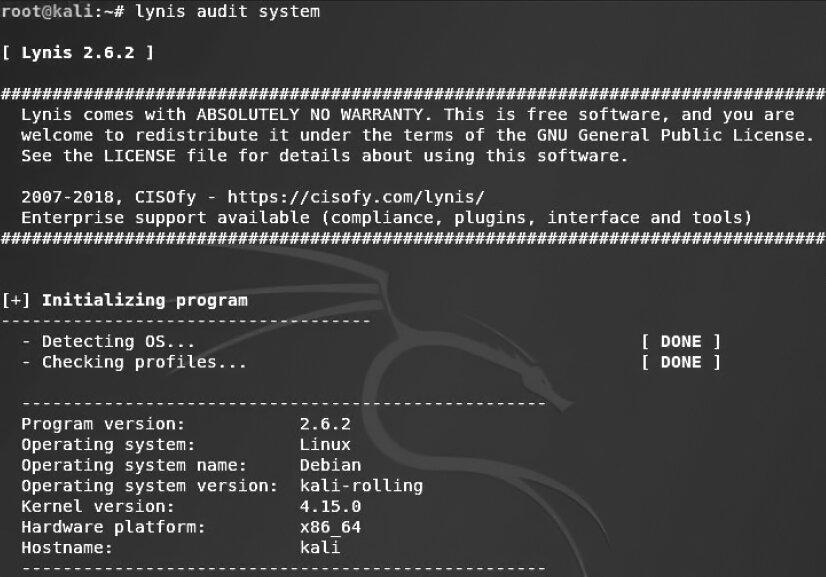 root@kali:~# lynis audit system
[ Lynis 2.6.2 ]
################################################################################
Lynis comes with ABSOLUTELY NO WARRANTY. This is free software, and you are
welcome to redistribute it under the terms of the GNU General Public License.
See the LICENSE file for details about using this software.
2007-2018, CISOfy - https://cisofy.com/lynis/
Enterprise support available (compliance, plugins, interface and tools)
################################################################################
[+] Initializing program
------------------------------------
- Detecting OS... [ DONE ]
- Checking profiles... [ DONE ]
---------------------------------------------------
Program version: 2.6.2
Operating system: Linux
Operating system name: Debian
Operating system version: kali-rolling
Kernel version: 4.15.0
Hardware platform: x86_64
Hostname: kali
---------------------------------------------------